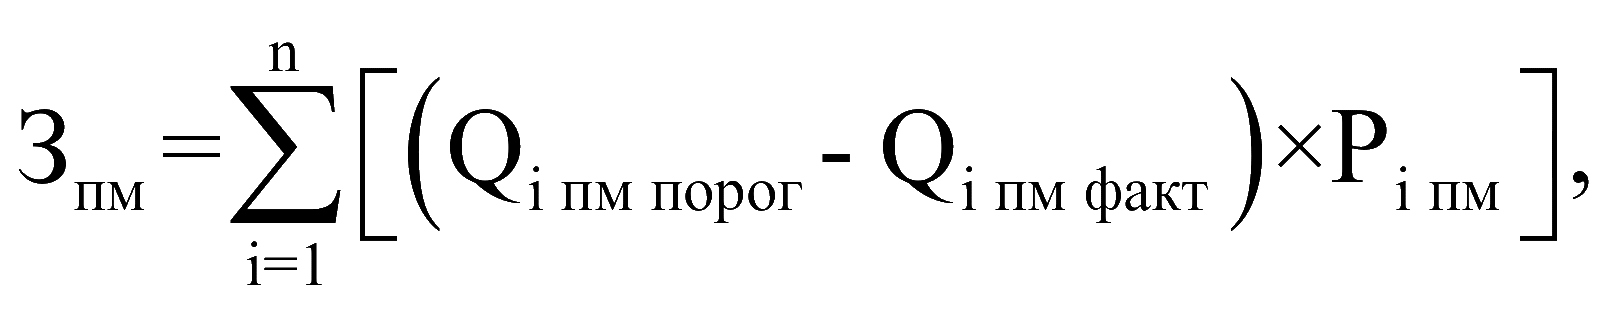 З пм = n ∑ i=1 [ ( Q i пм порог - Q i пм факт ) × P i пм ] ,